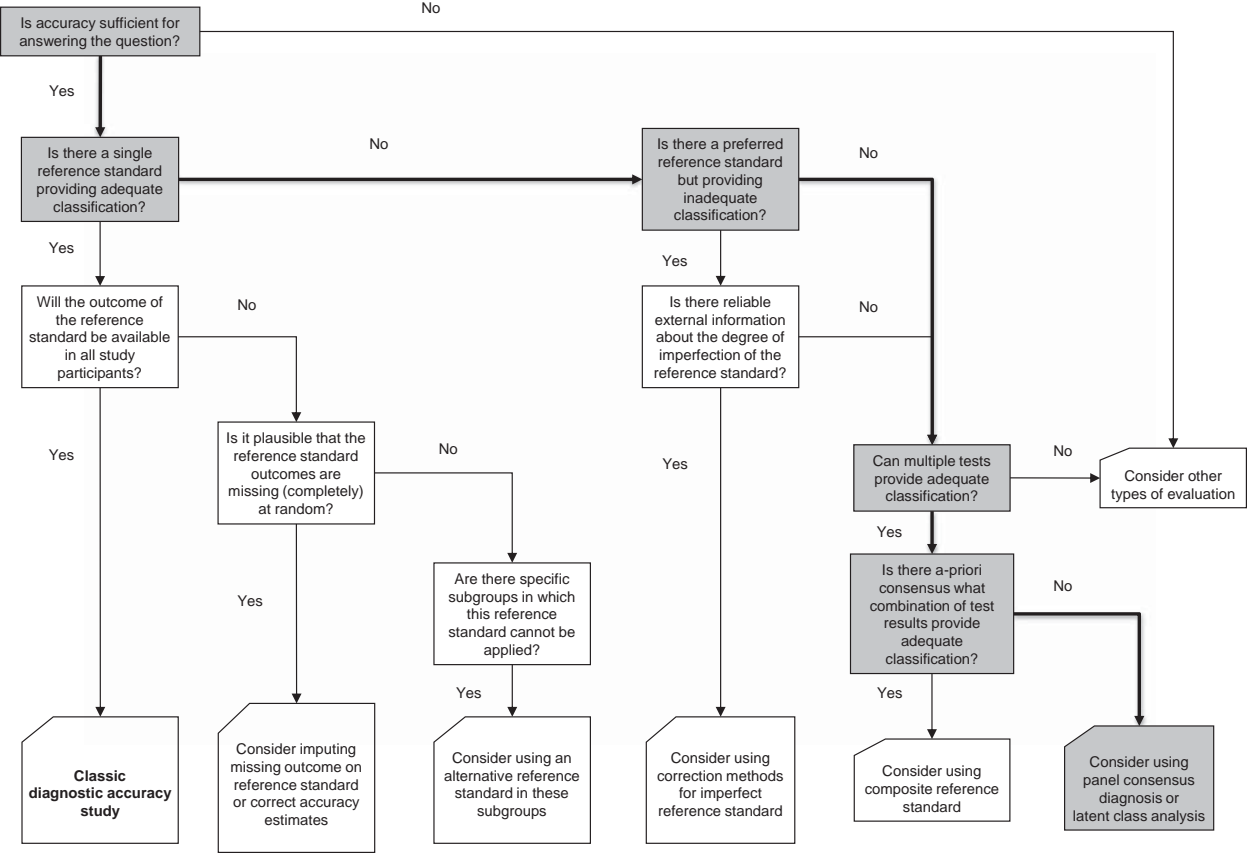 No
Is accuracy sufficient for
answering the question?
Yes
Is there a single
reference standard
providing adequate
classification?
No
Is there a preferred
reference standard
but providing
inadequate
classification?
No
Yes
Yes
Will the outcome of
the reference
standard be available
in all study
participants?
No
Is there reliable
external information
about the degree of
imperfection of the
reference standard?
No
Yes
Is it plausible that the
reference standard
outcomes are
missing (completely)
at random?
No
Yes
Can multiple tests
provide adequate
classification?
No
Consider other
types of evaluation
Yes
Yes
Are there specific
subgroups in which
this reference
standard cannot be
applied?
Is there a-priori
consensus what
combination of test
results provide
adequate
classification?
No
Yes
Yes
Classic
diagnostic accuracy
study
Consider imputing
missing outcome on
reference standard
or correct accuracy
estimates
Consider using an
alternative reference
standard in these
subgroups
Consider using
correction methods
for imperfect
reference standard
Consider using
composite reference
standard
Consider using
panel consensus
diagnosis or
latent class analysis